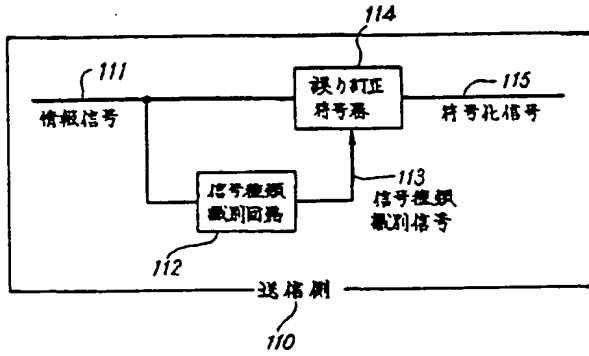 114
111
誤り訂正
符号器
115
情報信号
符号化信号
113
信号種類
識別回路
信号種類
識別信号
112
送信側
110